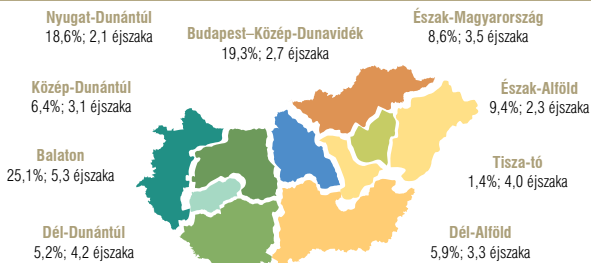 Nyugat-Dunántúl
18,6%; 2,1 éjszaka
Budapest–Közép-Dunavidék
19,3%; 2,7 éjszaka
Észak-Magyarország
8,6%; 3,5 éjszaka
Közép-Dunántúl
6,4%; 3,1 éjszaka
Észak-Alföld
9,4%; 2,3 éjszaka
Balaton
25,1%; 5,3 éjszaka
Tisza-tó
1,4%; 4,0 éjszaka
Dél-Dunántúl
5,2%; 4,2 éjszaka
Dél-Alföld
5,9%; 3,3 éjszaka